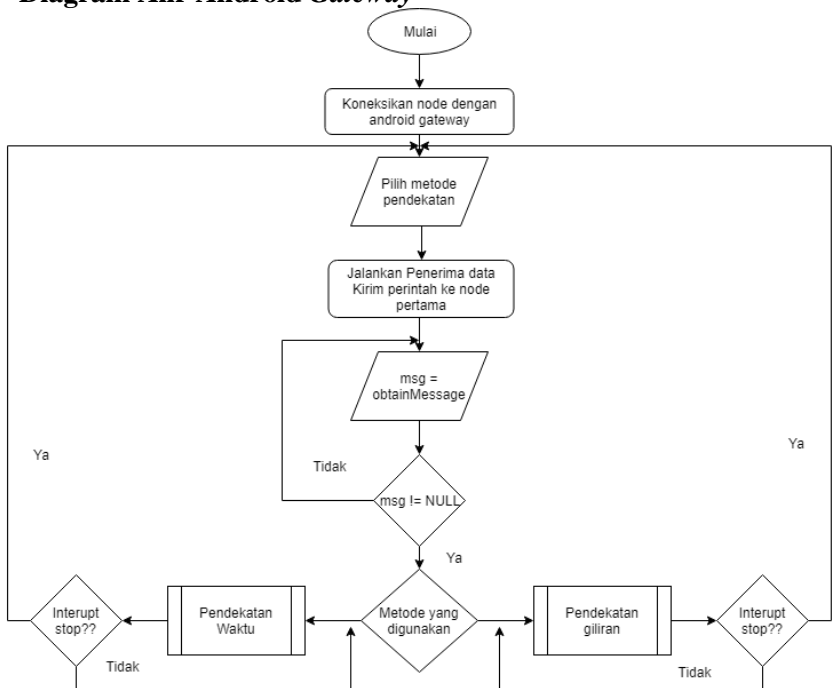 Diagram Alir Android Gateway
Mulai
Koneksikan node dengan
android gateway
Pilih metode
pendekatan
Jalankan Penerima data
Kirim perintah ke node
pertama
msg =
obtainMessage
Ya
Ya
Tidak
msg != NULL
Ya
Interupt
stop??
Pendekatan
Waktu
Metode yang
digunakan
Pendekatan
giliran
Interupt
stop??
Tidak
Tidak